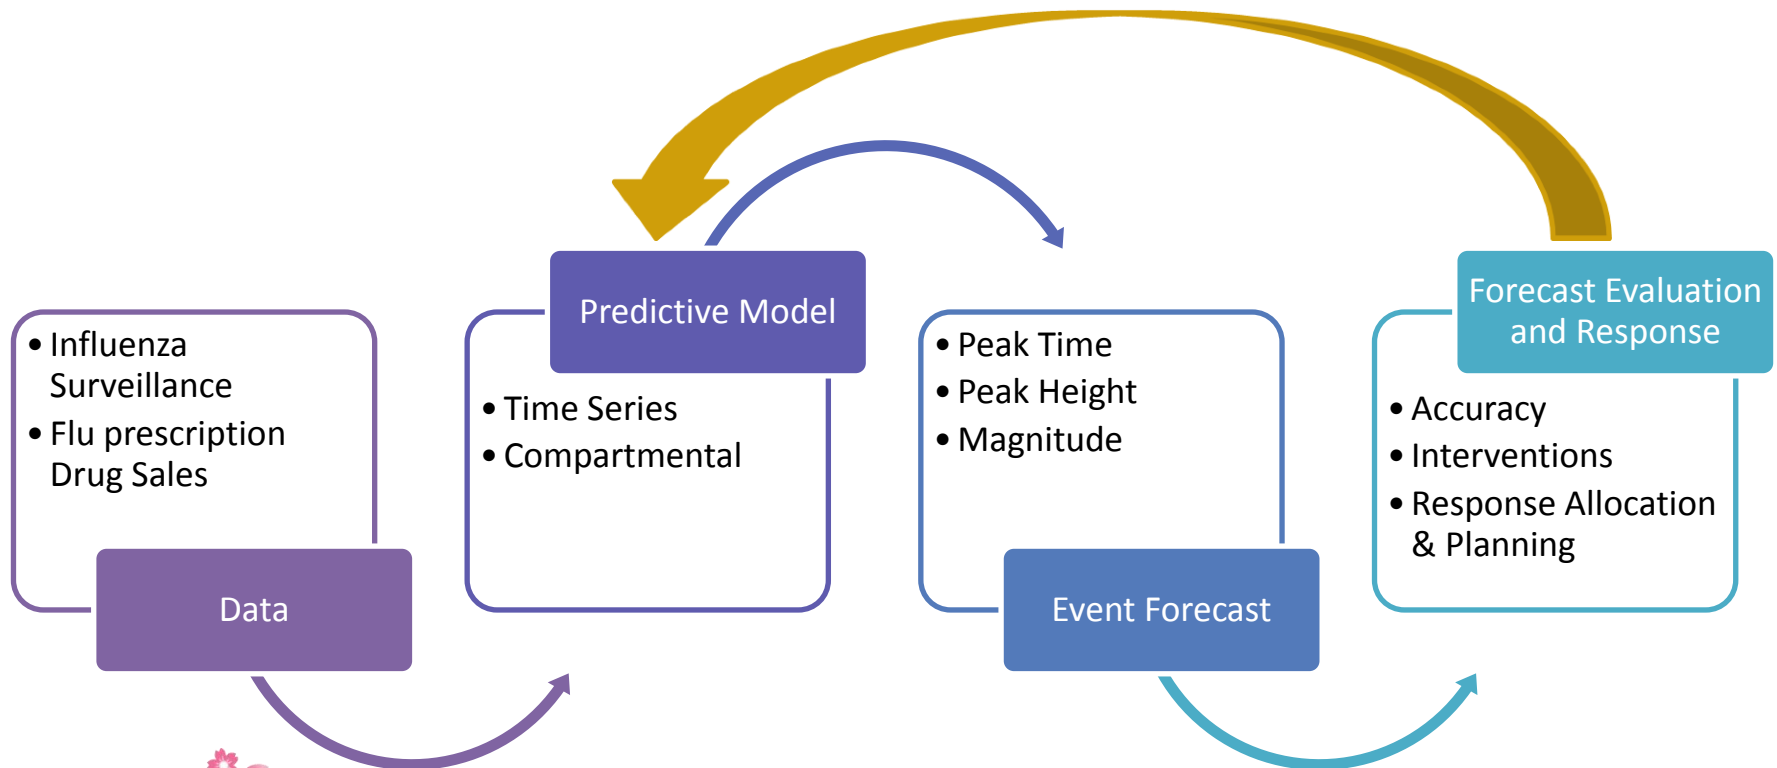 • Influenza
Surveillance
• Flu prescription
Drug Sales
Data
Predictive Model
• Time Series
• Compartmental
• Peak Time
• Peak Height
• Magnitude
Event Forecast
Forecast Evaluation
and Response
• Accuracy
• Interventions
• Response Allocation
& Planning